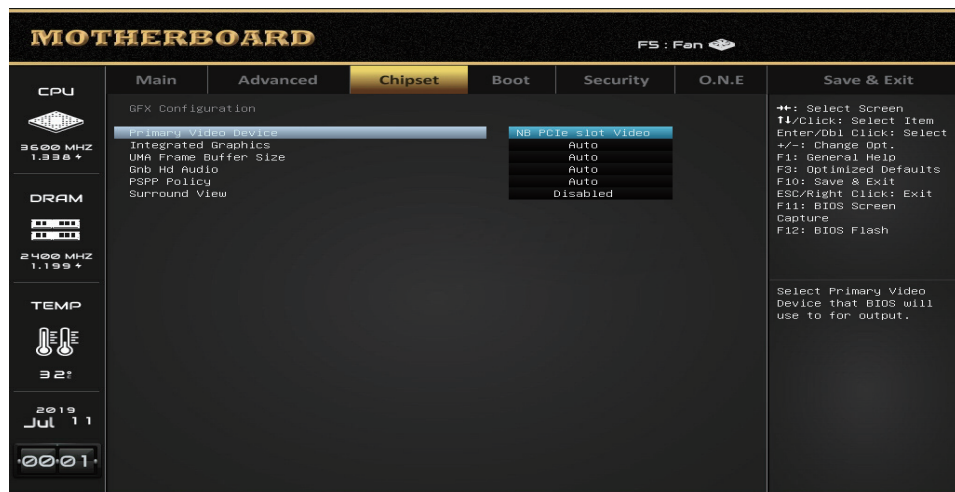 MOTHERBOARD
F5 : Fan
Main Advanced Chipset Boot Security O.N.E Save & Exit
CPU
3600 MHZ
1.338
DRAM
2400 MHZ
1.199
TEMP
32°
2019
Jul 11
00:01
GFX Configuration
Primary Video Device NB PCIe slot Video
Integrated Graphics Auto
UMA Frame Buffer Size Auto
Gnb Hd Audio Auto
PSPP Policy Auto
Surround View Disabled
→←: Select Screen
↑↓/Click: Select Item
Enter/Dbl Click: Select
+/-: Change Opt.
F1: General Help
F3: Optimized Defaults
F10: Save & Exit
ESC/Right Click: Exit
F11: BIOS Screen
Capture
F12: BIOS Flash
Select Primary Video
Device that BIOS will
use to for output.